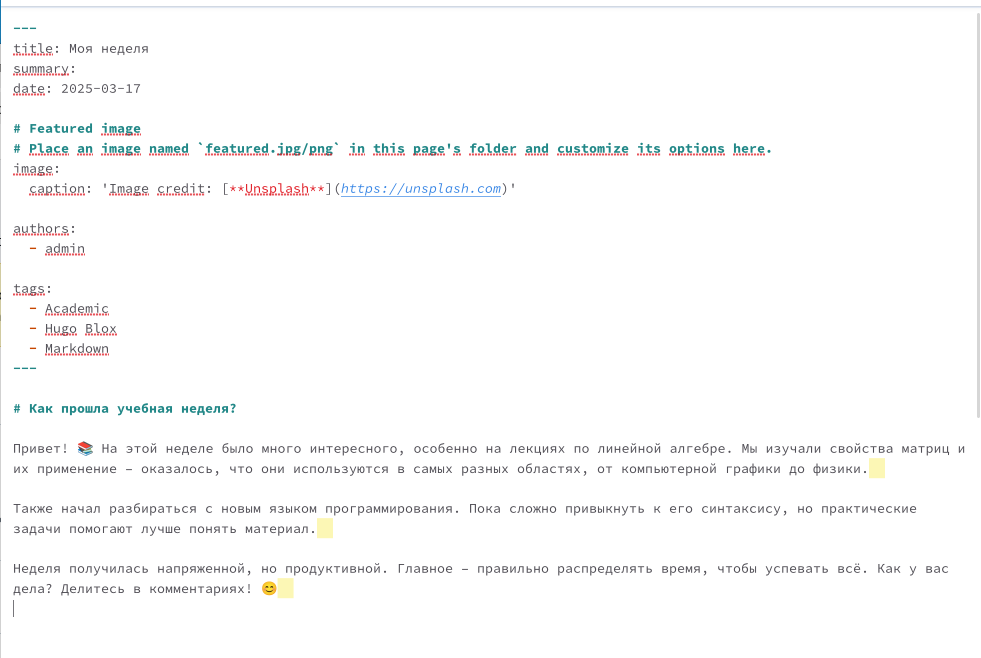 ---
title: Моя неделя
summary:
date: 2025-03-17
# Featured image
# Place an image named `featured.jpg/png` in this page's folder and customize its options here.
image:
  caption: 'Image credit: [**Unsplash**](https://unsplash.com)'
authors:
  - admin
tags:
  - Academic
  - Hugo Blox
  - Markdown
---
# Как прошла учебная неделя?
Привет! 📚 На этой неделе было много интересного, особенно на лекциях по линейной алгебре. Мы изучали свойства матриц и
их применение – оказалось, что они используются в самых разных областях, от компьютерной графики до физики.
Также начал разбираться с новым языком программирования. Пока сложно привыкнуть к его синтаксису, но практические
задачи помогают лучше понять материал.
Неделя получилась напряженной, но продуктивной. Главное – правильно распределять время, чтобы успевать всё. Как у вас
дела? Делитесь в комментариях! 😊